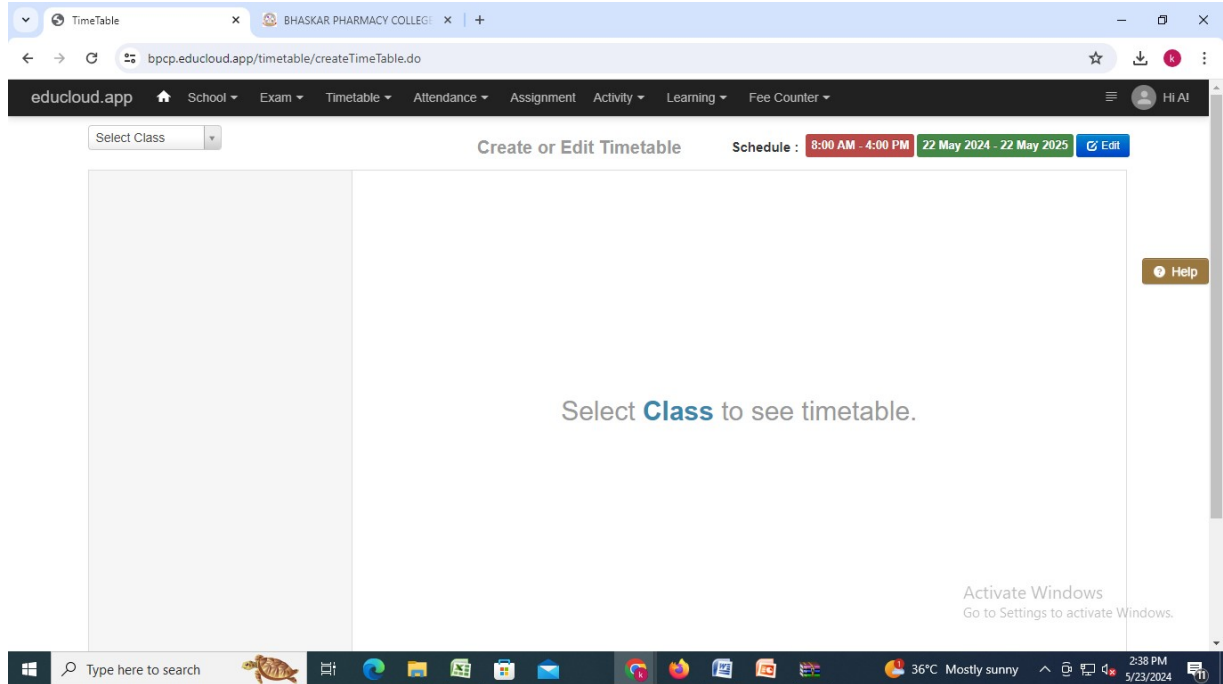 TimeTable
BHASKAR PHARMACY COLLEGE
bpcp.educloud.app/timetable/createTimeTable.do
k
educloud.app School Exam Timetable Attendance Assignment Activity Learning Fee Counter Hi A!
Select Class
Create or Edit Timetable
Schedule : 8:00 AM - 4:00 PM 22 May 2024 - 22 May 2025 Edit
Help
Select Class to see timetable.
Activate Windows
Go to Settings to activate Windows.
Type here to search
36°C Mostly sunny
2:38 PM
5/23/2024